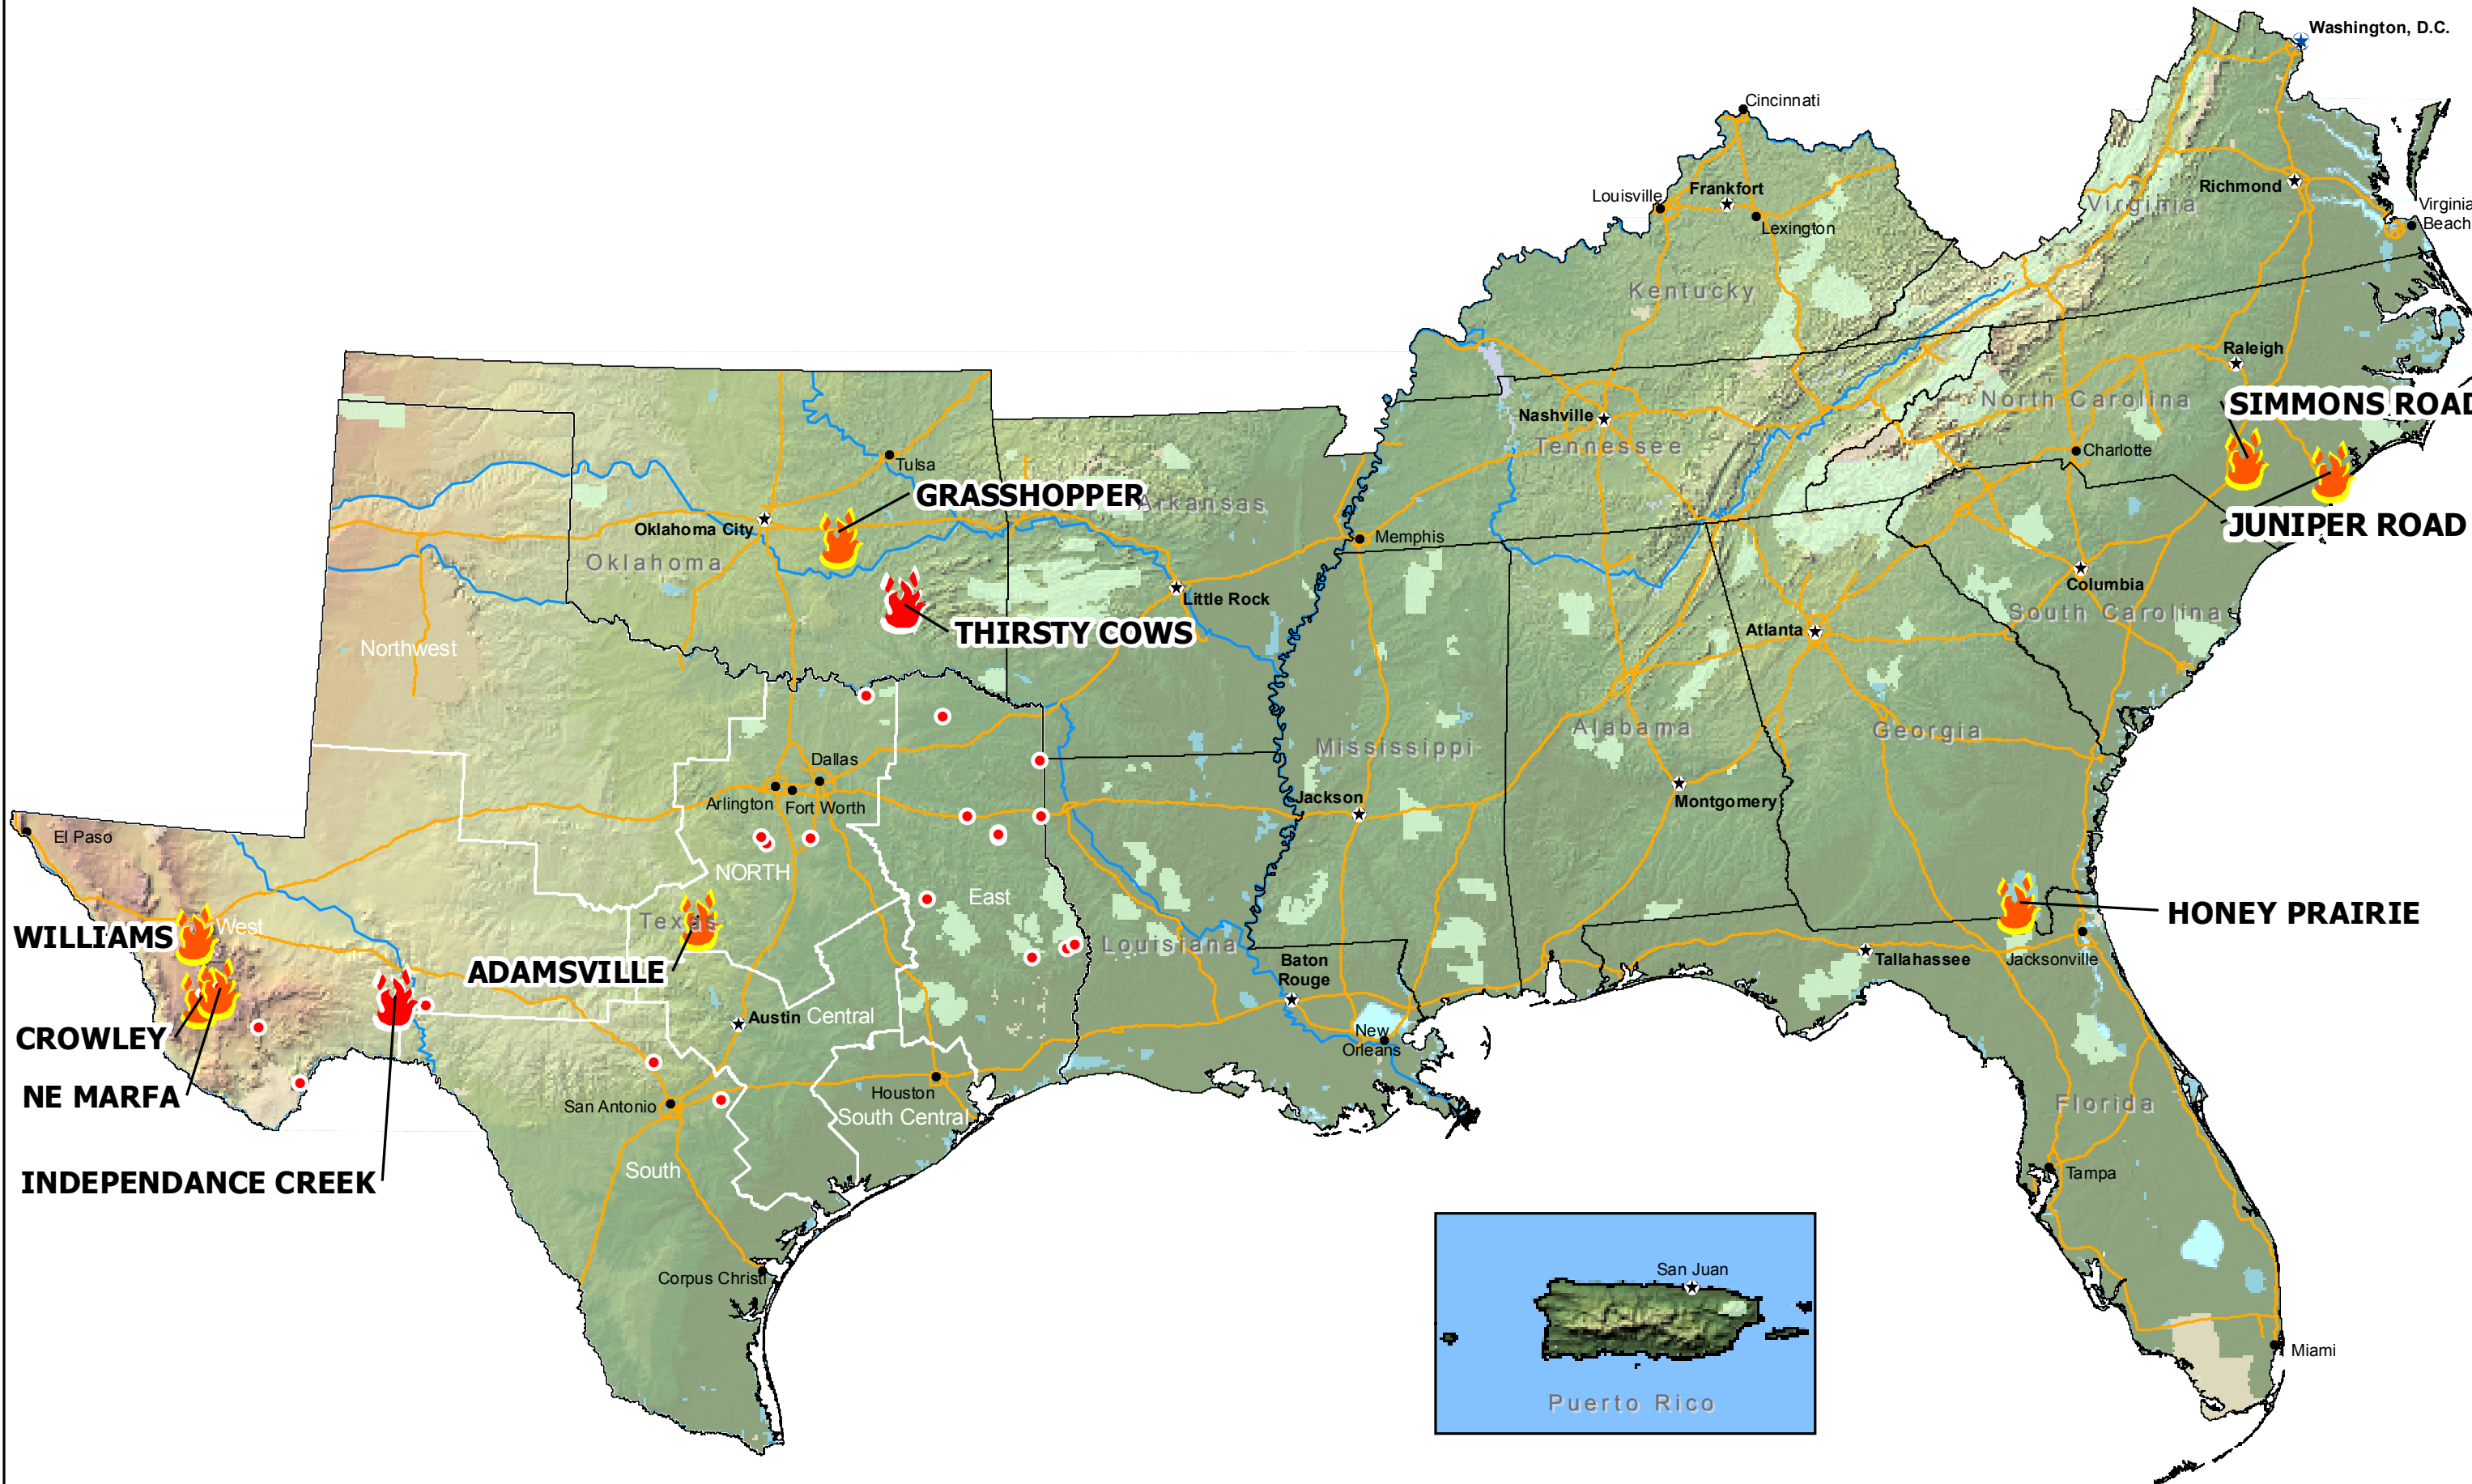 Washington, D.C.
Cincinnati
Louisville
Frankfort
Lexington
Richmond
Virginia
Virginia
Beach
Kentucky
Raleigh
North Carolina
SIMMONS ROAD
Nashville
Tennessee
Charlotte
Tulsa
GRASSHOPPER
Arkansas
Oklahoma City
Oklahoma
Memphis
JUNIPER ROAD
Columbia
South Carolina
Little Rock
THIRSTY COWS
Atlanta
Northwest
Alabama
Georgia
Mississippi
Dallas
Arlington
Fort Worth
Jackson
Montgomery
El Paso
NORTH
East
Texas
HONEY PRAIRIE
West
WILLIAMS
Louisiana
Baton
Rouge
Tallahassee
Jacksonville
ADAMSVILLE
Austin
Central
CROWLEY
New
Orleans
NE MARFA
Houston
San Antonio
South Central
Florida
South
INDEPENDANCE CREEK
Tampa
Corpus Christi
San Juan
Miami
Puerto Rico